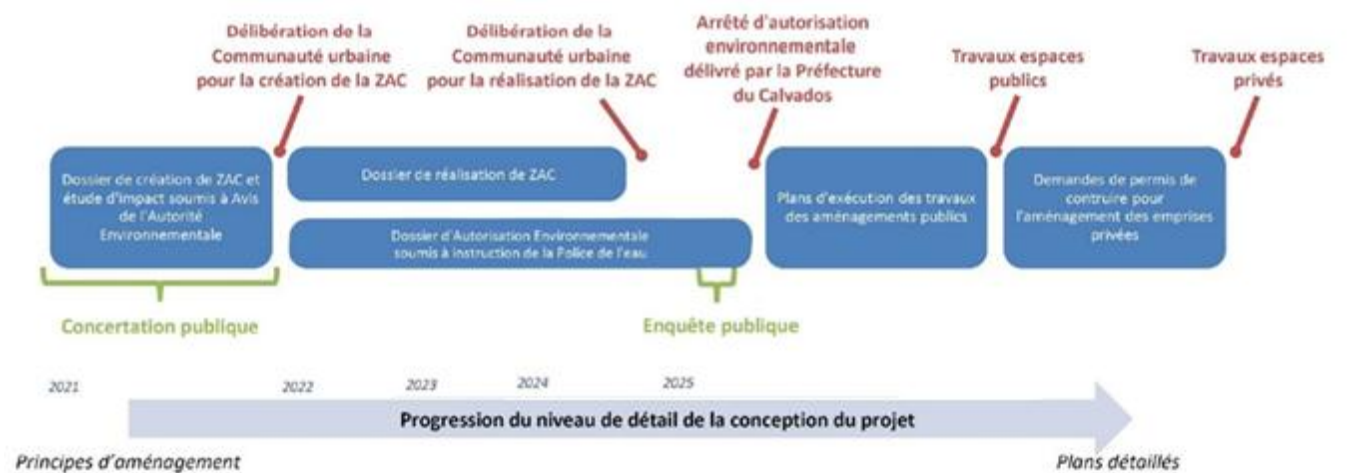 Délibération de la
Communauté urbaine
pour la création de la ZAC
Délibération de la
Communauté urbaine
pour la réalisation de la ZAC
Arrêté d'autorisation
environnementale
délivré par la Préfecture
du Calvados
Travaux espaces
publics
Travaux espaces
privés
Dossier de création de ZAC et
étude d'impact soumis à Avis
de l'Autorité
Environnementale
Dossier de réalisation de ZAC
Dossier d'Autorisation Environnementale
soumis à instruction de la Police de l'eau
Plans d'exécution des travaux
des aménagements publics
Demandes de permis de
contruire pour
l'aménagement des emprises
privées
Concertation publique
Enquête publique
2021
2022
2023
2024
2025
Progression du niveau de détail de la conception du projet
Principes d'aménagement
Plans détaillés